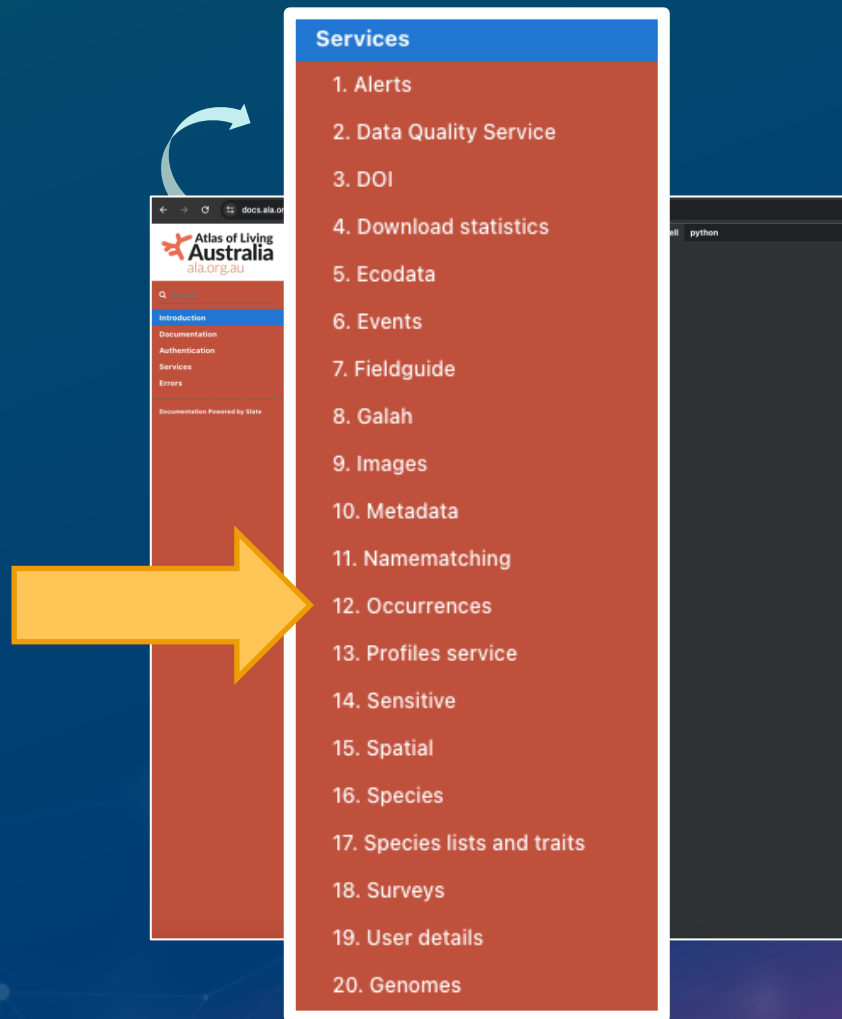 Services
1. Alerts
2. Data Quality Service
3. DOI
4. Download statistics
5. Ecodata
6. Events
7. Fieldguide
8. Galah
9. Images
10. Metadata
11. Namematching
12. Occurrences
13. Profiles service
14. Sensitive
15. Spatial
16. Species
17. Species lists and traits
18. Surveys
19. User details
20. Genomes
docs.ala.or
Atlas of Living
Australia
ala.org.au
Introduction
Documentation
Authentication
Services
Errors
Documentation Powered by Slate
ell python